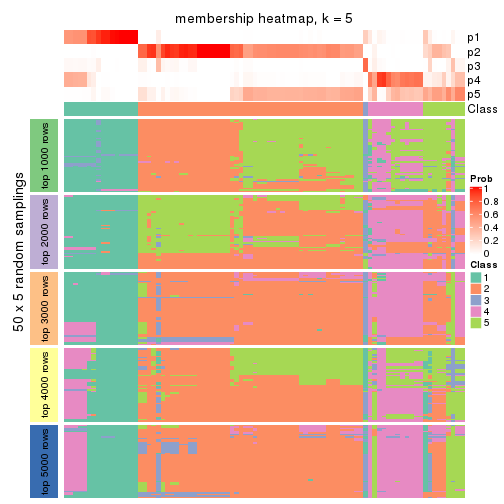 membership heatmap, k = 5
p1
p2
p3
p4
p5
Class
50 x 5 random samplings
top 1000 rows
top 2000 rows
top 3000 rows
top 4000 rows
top 5000 rows
Prob
1
0.8
0.6
0.4
0.2
0
Class
1
2
3
4
5